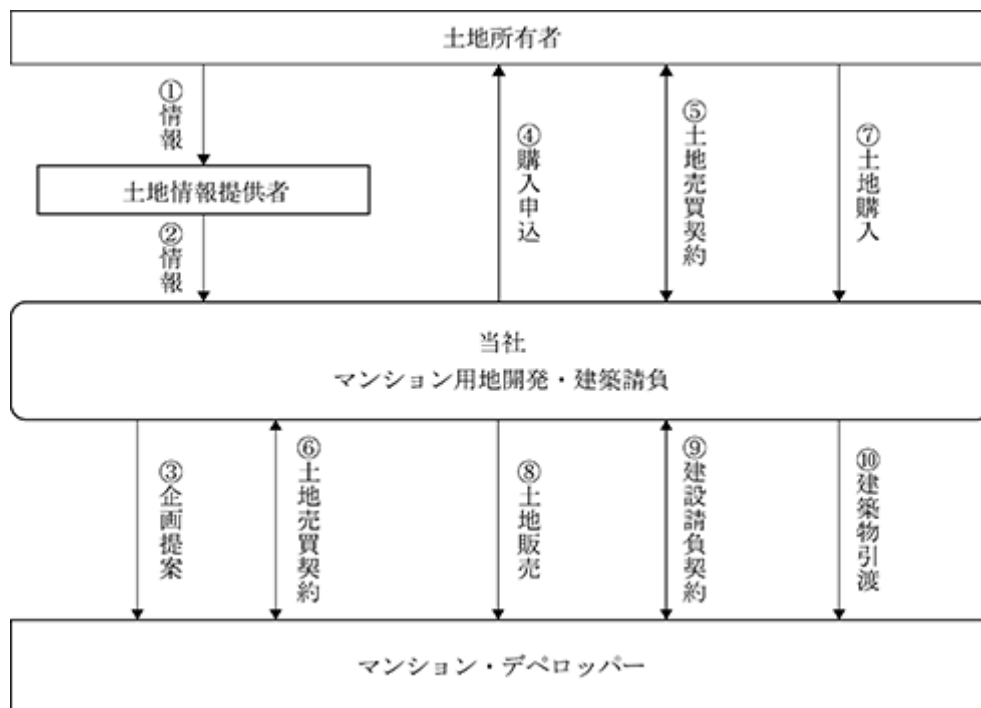 土地所有者
①情報
④購入申込
⑤土地売買契約
⑦土地購入
土地情報提供者
②情報
当社
マンション用地開発・建築請負
③企画提案
⑥土地売買契約
⑧土地販売
⑨建設請負契約
⑩建築物引渡
マンション・デベロッパー